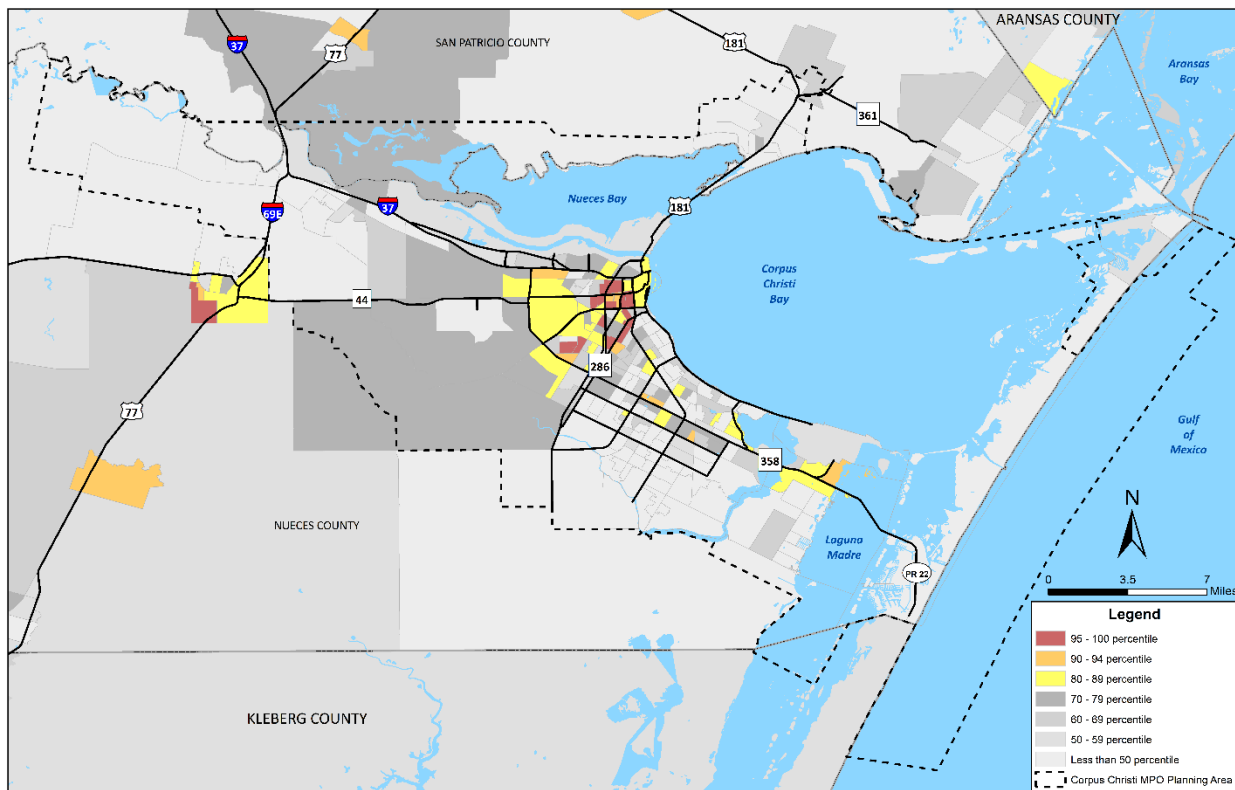 ARANSAS COUNTY
37
77
SAN PATRICIO COUNTY
181
Aransas
Bay
361
Nueces Bay
181
69E
37
Corpus
Christi
Bay
44
286
77
Gulf
of
Mexico
358
NUECES COUNTY
Laguna
Madre
PR 22
N
0 3.5 7
Miles
KLEBERG COUNTY
Legend
95 - 100 percentile
90 - 94 percentile
80 - 89 percentile
70 - 79 percentile
60 - 69 percentile
50 - 59 percentile
Less than 50 percentile
Corpus Christi MPO Planning Area